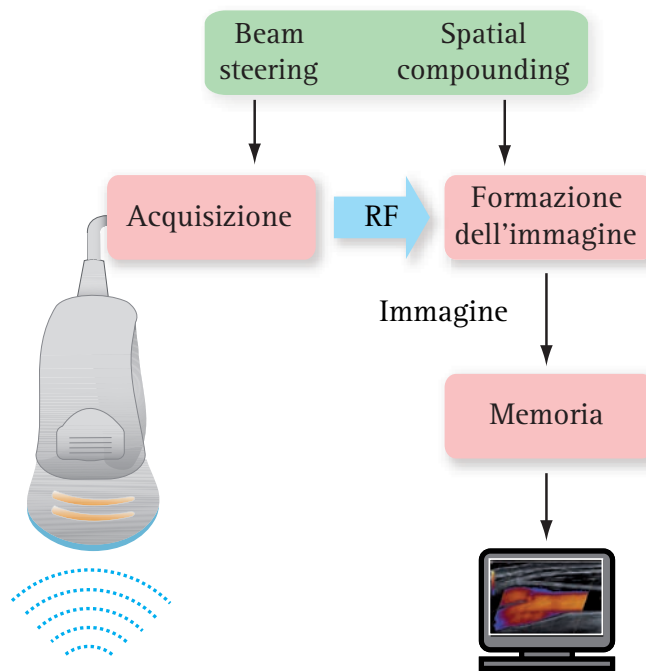 Beam
steering
Spatial
compounding
Acquisizione
RF
Formazione
dell’immagine
Immagine
Memoria